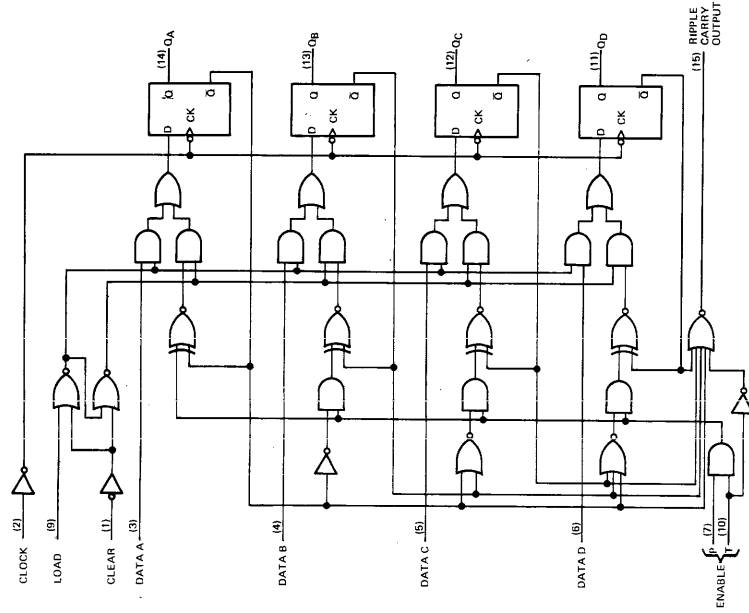 CLOCK (2)
LOAD (9)
CLEAR (1)
DATA A (3)
DATA B (4)
DATA C (5)
DATA D (6)
ENABLE
P (7)
T (10)
D Q (14) QA
CK
Q̅
D Q (13) QB
CK
Q̅
D Q (12) QC
CK
Q̅
D Q (11) QD
CK
Q̅
(15) RIPPLE
CARRY
OUTPUT